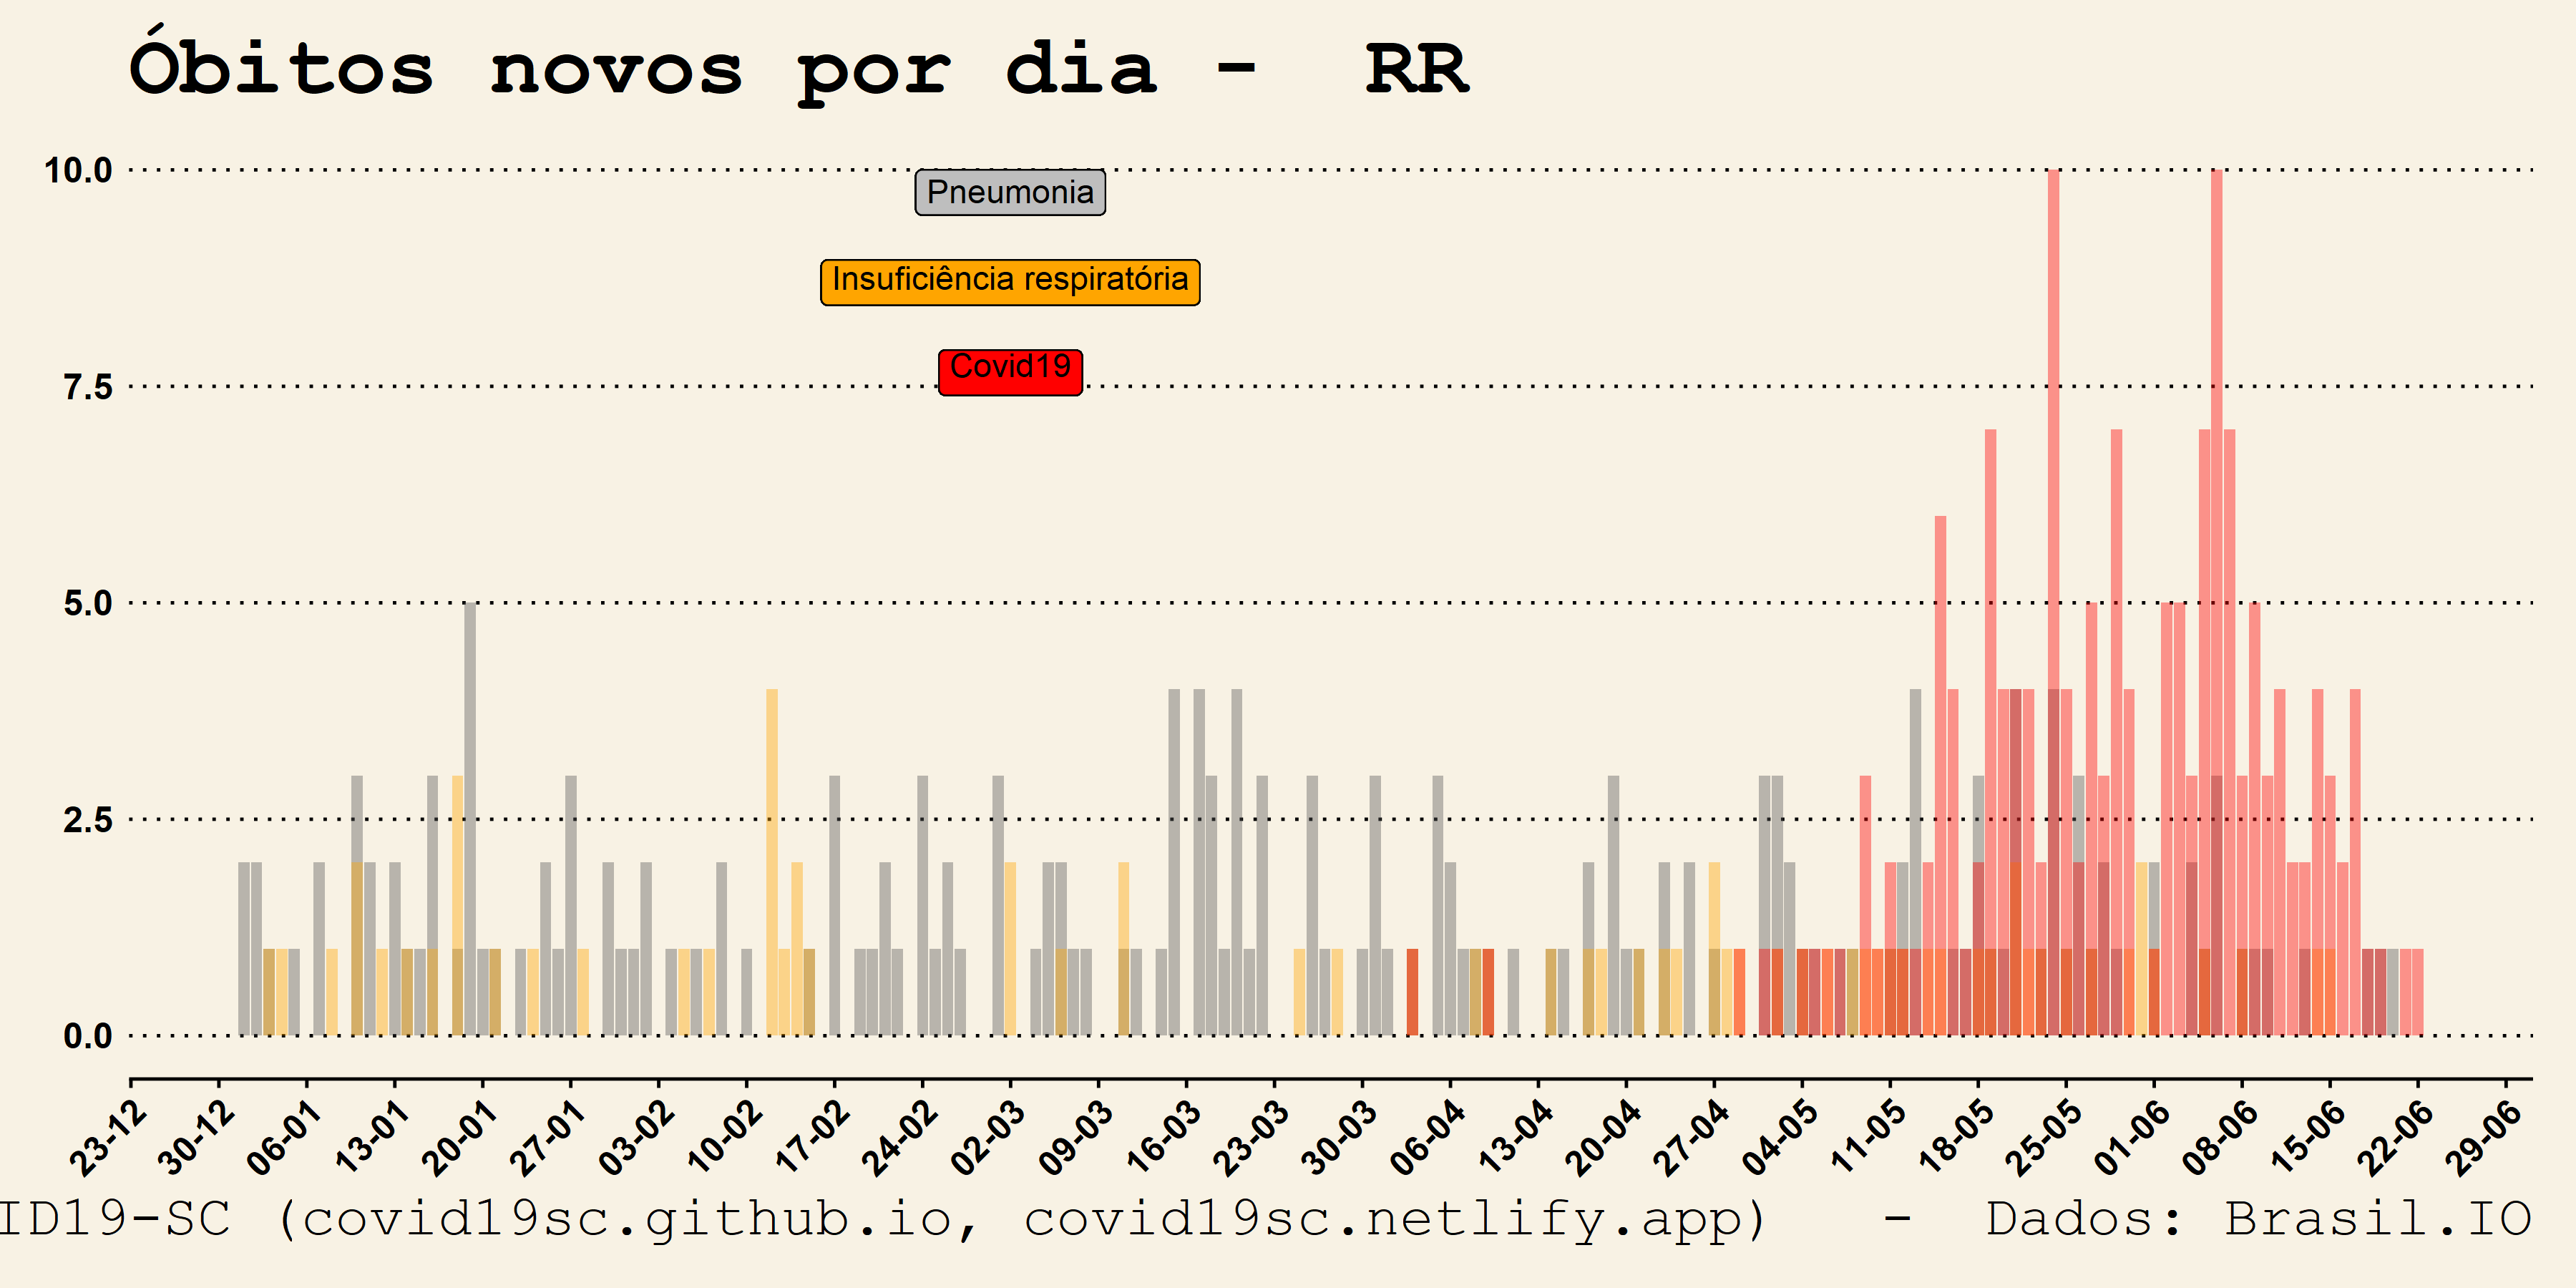 Óbitos novos por dia - RR
10.0
Pneumonia
Insuficiência respiratória
Covid19
7.5
5.0
2.5
0.0
23-12 30-12 06-01 13-01 20-01 27-01 03-02 10-02 17-02 24-02 02-03 09-03 16-03 23-03 30-03 06-04 13-04 20-04 27-04 04-05 11-05 18-05 25-05 01-06 08-06 15-06 22-06 29-06
ID19-SC (covid19sc.github.io, covid19sc.netlify.app) - Dados: Brasil.IO